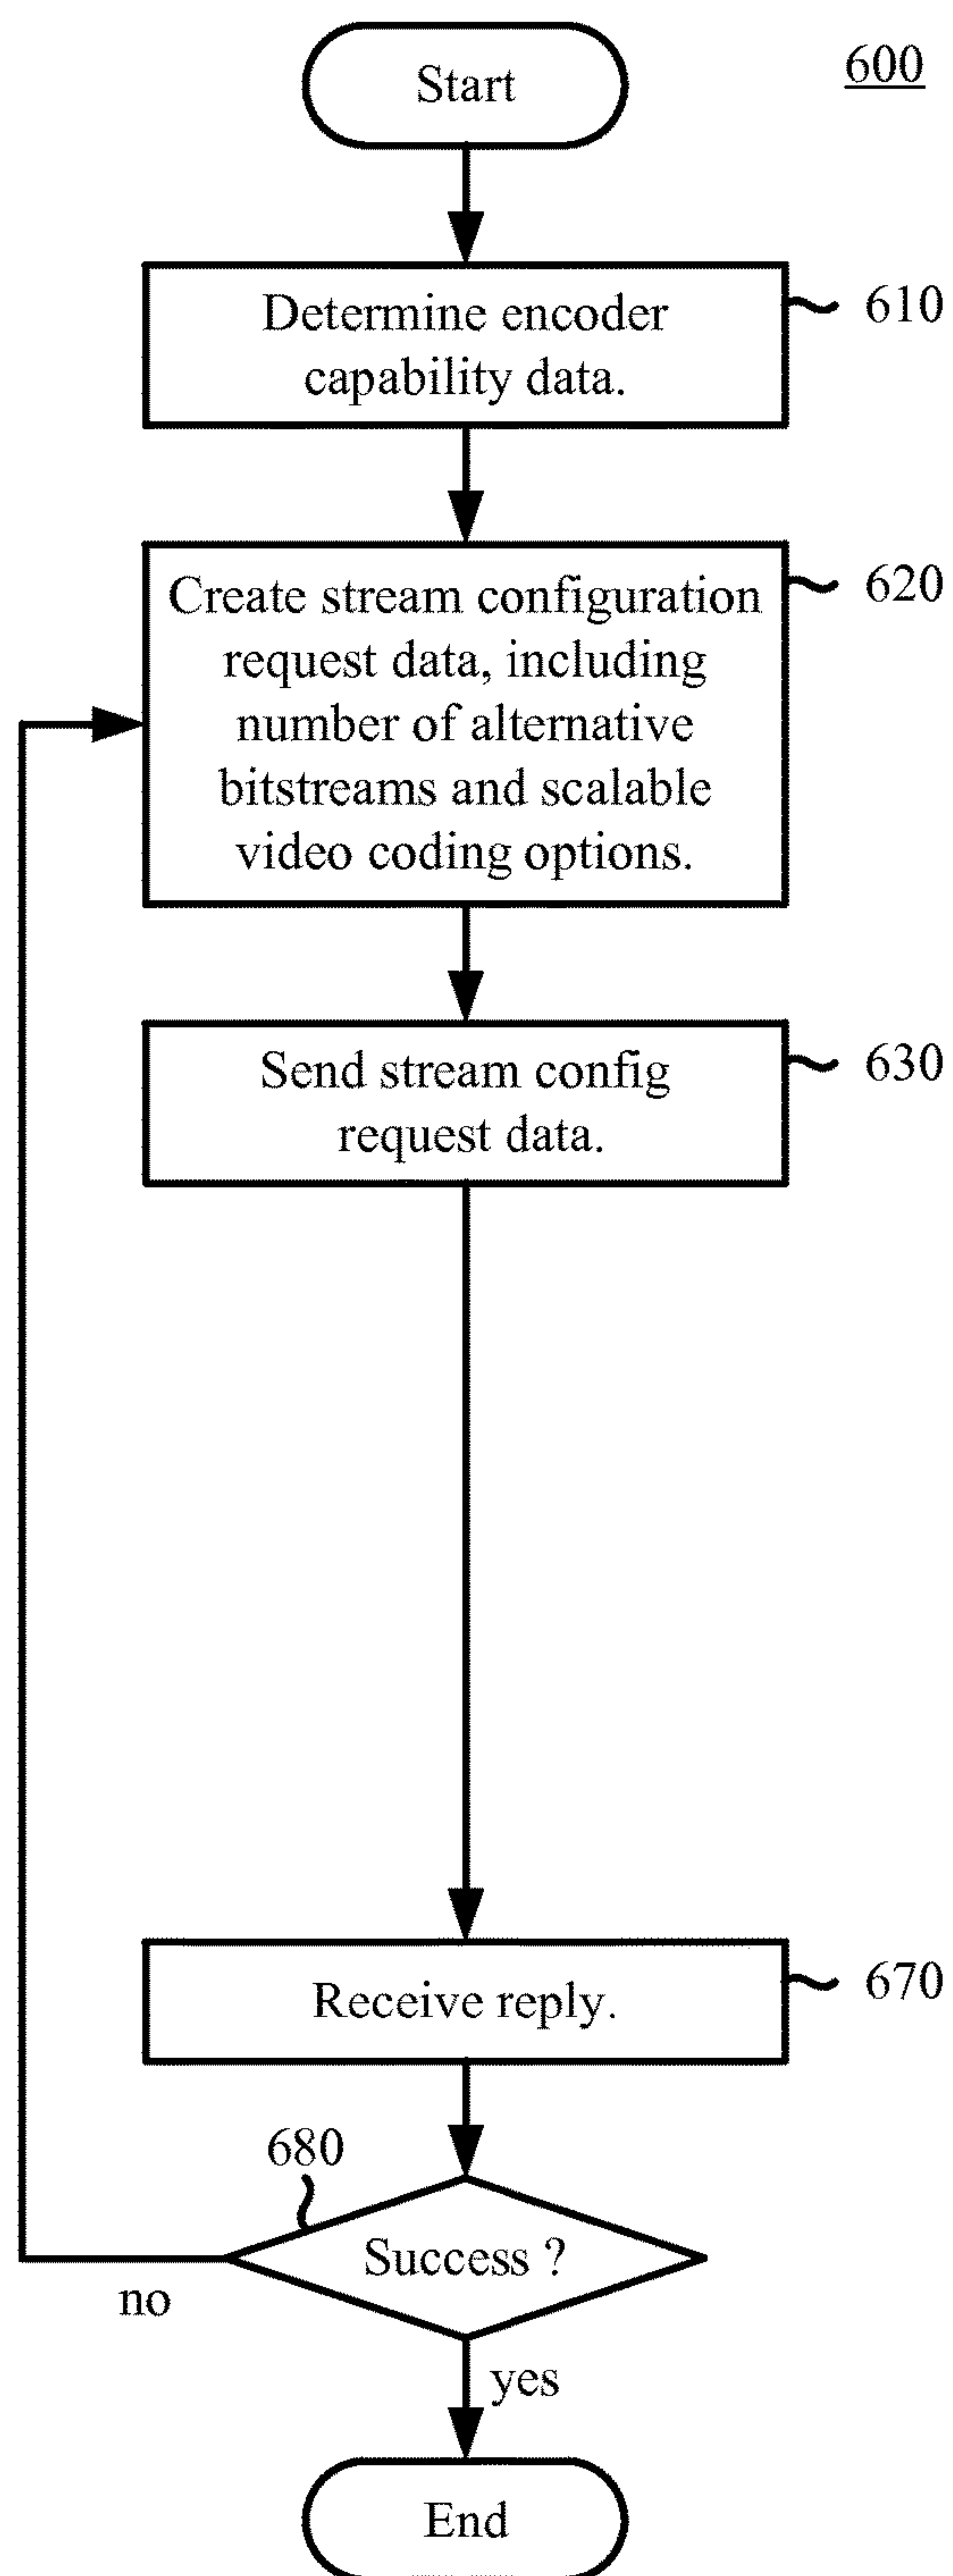 Start
600
Determine encoder
capability data.
610
Create stream configuration
request data, including
number of alternative
bitstreams and scalable
video coding options.
620
Send stream config
request data.
630
Receive reply.
670
680
Success ?
no
yes
End